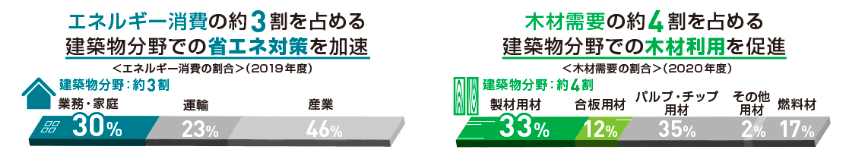 エネルギー消費の約3割を占める
建築物分野での省エネ対策を加速
＜エネルギー消費の割合＞（2019年度）
建築物分野：約3割
業務・家庭 運輸 産業
30% 23% 46%
木材需要の約4割を占める
建築物分野での木材利用を促進
＜木材需要の割合＞（2020年度）
建築物分野：約4割
製材用材 合板用材 パルプ・チップ用材 その他用材 燃料材
33% 12% 35% 2% 17%